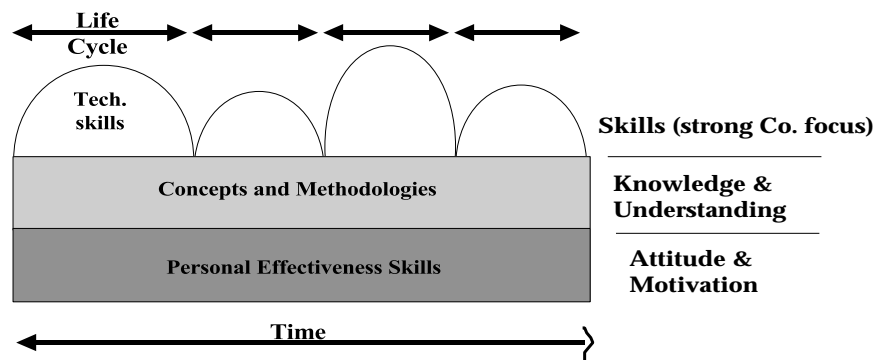 Life
Cycle
Tech.
skills
Skills (strong Co. focus)
Concepts and Methodologies
Knowledge &
Understanding
Personal Effectiveness Skills
Attitude &
Motivation
Time